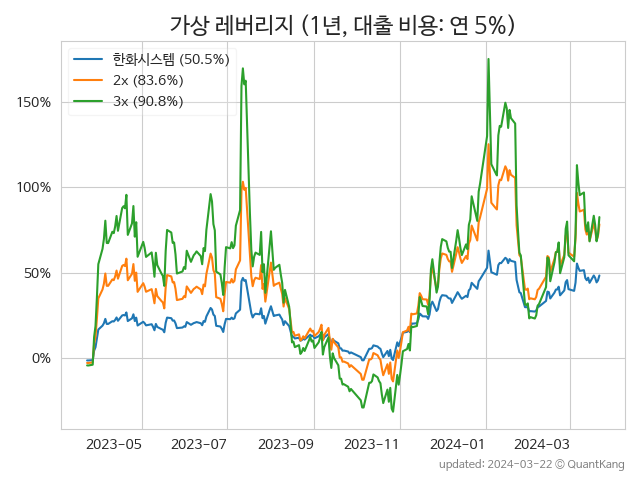 가상 레버리지 (1년, 대출 비용: 연 5%)
한화시스템 (50.5%)
2x (83.6%)
3x (90.8%)
150%
100%
50%
0%
2023-05 2023-07 2023-09 2023-11 2024-01 2024-03
updated: 2024-03-22 © QuantKang